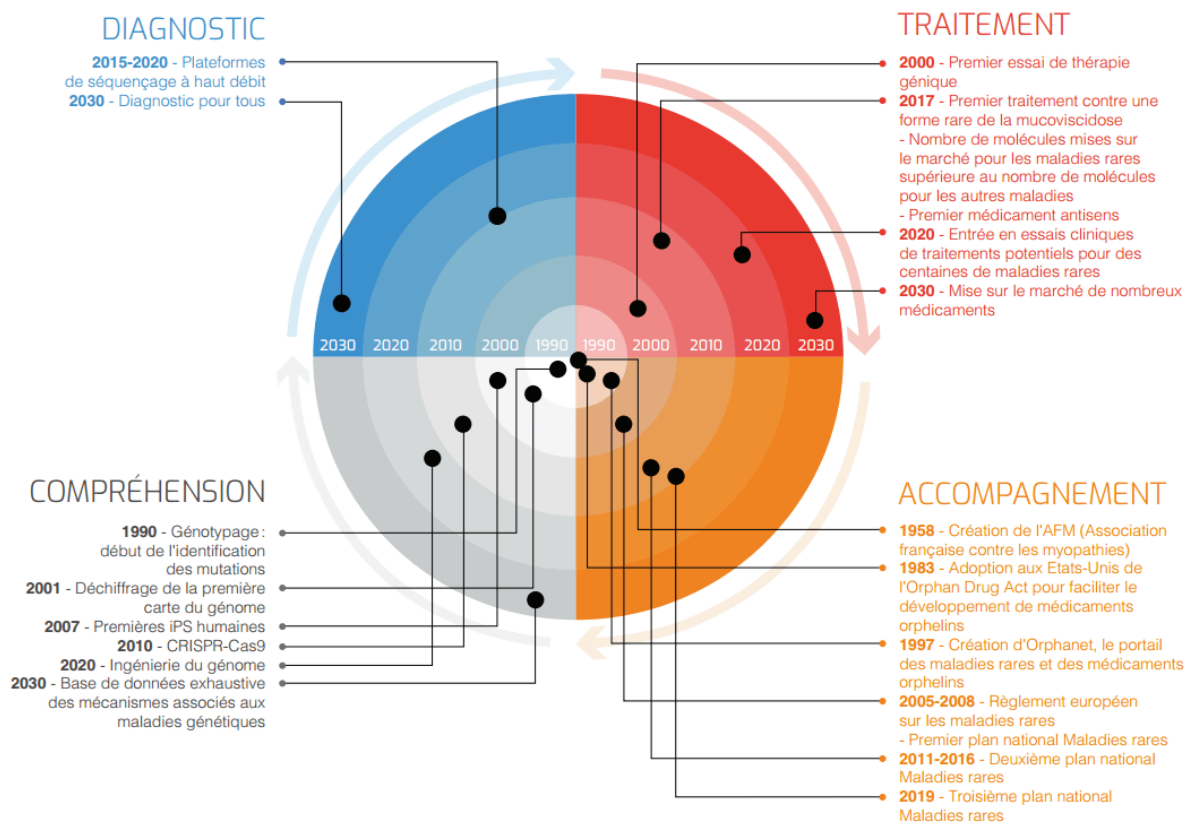 DIAGNOSTIC
2015-2020 - Plateformes
de séquençage à haut débit
2030 - Diagnostic pour tous
TRAITEMENT
2000 - Premier essai de thérapie
génique
2017 - Premier traitement contre une
forme rare de la mucoviscidose
- Nombre de molécules mises sur
le marché pour les maladies rares
supérieure au nombre de molécules
pour les autres maladies
- Premier médicament antisens
2020 - Entrée en essais cliniques
de traitements potentiels pour des
centaines de maladies rares
2030 - Mise sur le marché de nombreux
médicaments
2030 2020 2010 2000 1990 1990 2000 2010 2020 2030
COMPRÉHENSION
1990 - Génotypage :
début de l'identification
des mutations
2001 - Déchiffrage de la première
carte du génome
2007 - Premières iPS humaines
2010 - CRISPR-Cas9
2020 - Ingénierie du génome
2030 - Base de données exhaustive
des mécanismes associés aux
maladies génétiques
ACCOMPAGNEMENT
1958 - Création de l'AFM (Association
française contre les myopathies)
1983 - Adoption aux Etats-Unis de
l'Orphan Drug Act pour faciliter le
développement de médicaments
orphelins
1997 - Création d'Orphanet, le portail
des maladies rares et des médicaments
orphelins
2005-2008 - Règlement européen
sur les maladies rares
- Premier plan national Maladies rares
2011-2016 - Deuxième plan national
Maladies rares
2019 - Troisième plan national
Maladies rares